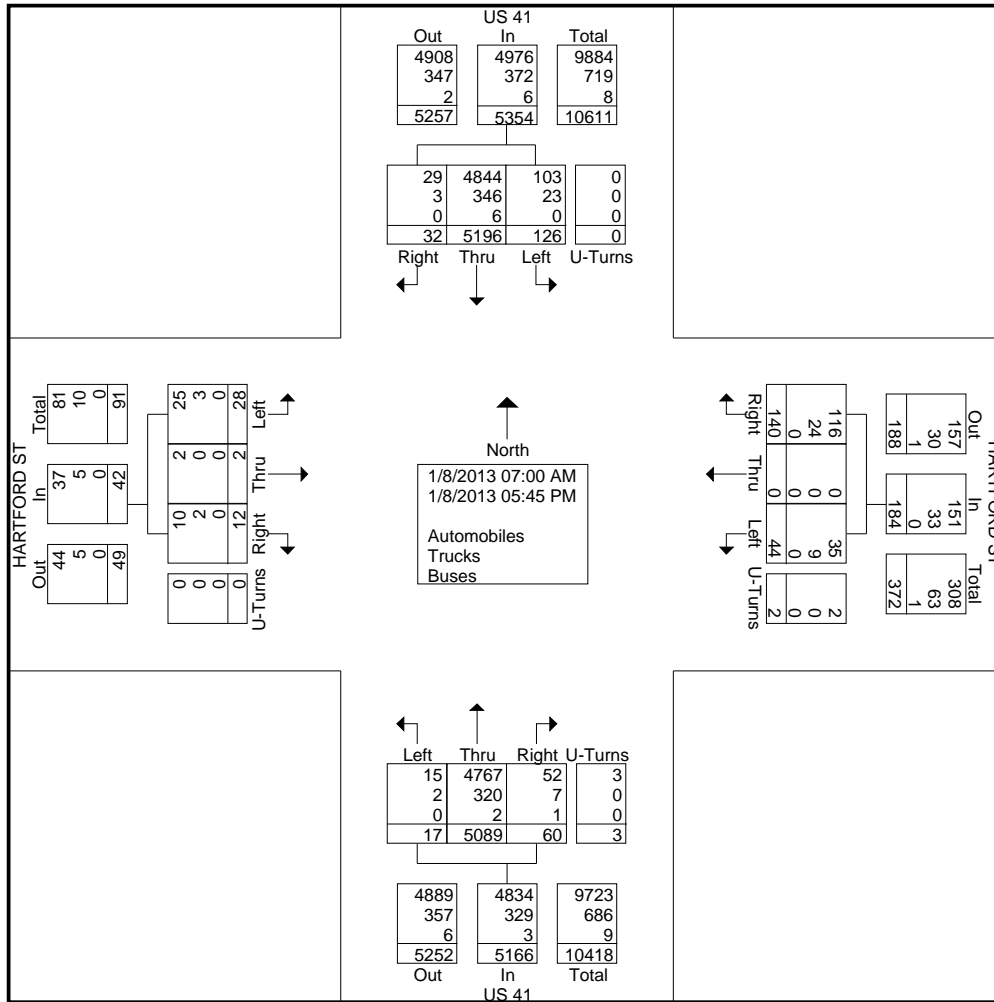 US 41
Out In Total
4908 4976 9884
347 372 719
2 6 8
5257 5354 10611
29 4844 103 0
3 346 23 0
0 6 0 0
32 5196 126 0
Right Thru Left U-Turns
HARTFORD ST
Total In Out
81 10 0 91
37 5 0 42
44 5 0 49
25 3 0 28
2 0 0 2
10 2 0 12
0 0 0 0
Left Thru Right U-Turns
North
1/8/2013 07:00 AM
1/8/2013 05:45 PM
Automobiles
Trucks
Buses
Right Thru Left U-Turns
116 24 0 140
0 0 0 0
35 9 0 44
2 0 0 2
157 30 1 188
151 33 0 184
308 63 1 372
Out In Total
HARTFORD ST
Left Thru Right U-Turns
15 4767 52 3
2 320 7 0
0 2 1 0
17 5089 60 3
4889 4834 9723
357 329 686
6 3 9
5252 5166 10418
Out In Total
US 41